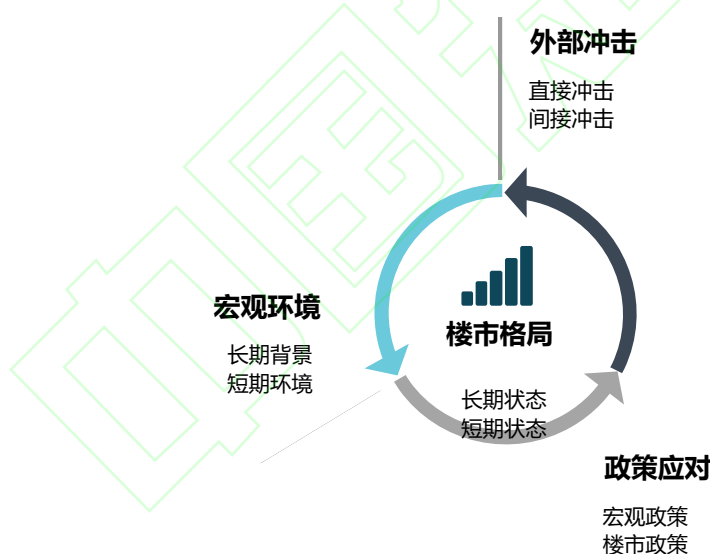 外部冲击
直接冲击
间接冲击
宏观环境
长期背景
短期环境
楼市格局
长期状态
短期状态
政策应对
宏观政策
楼市政策